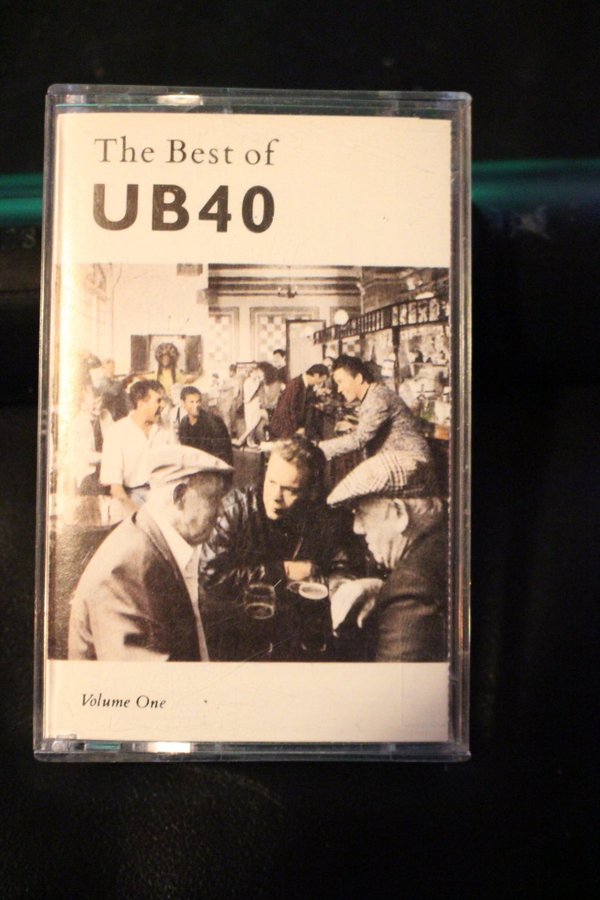 The Best of
UB40
Volume One